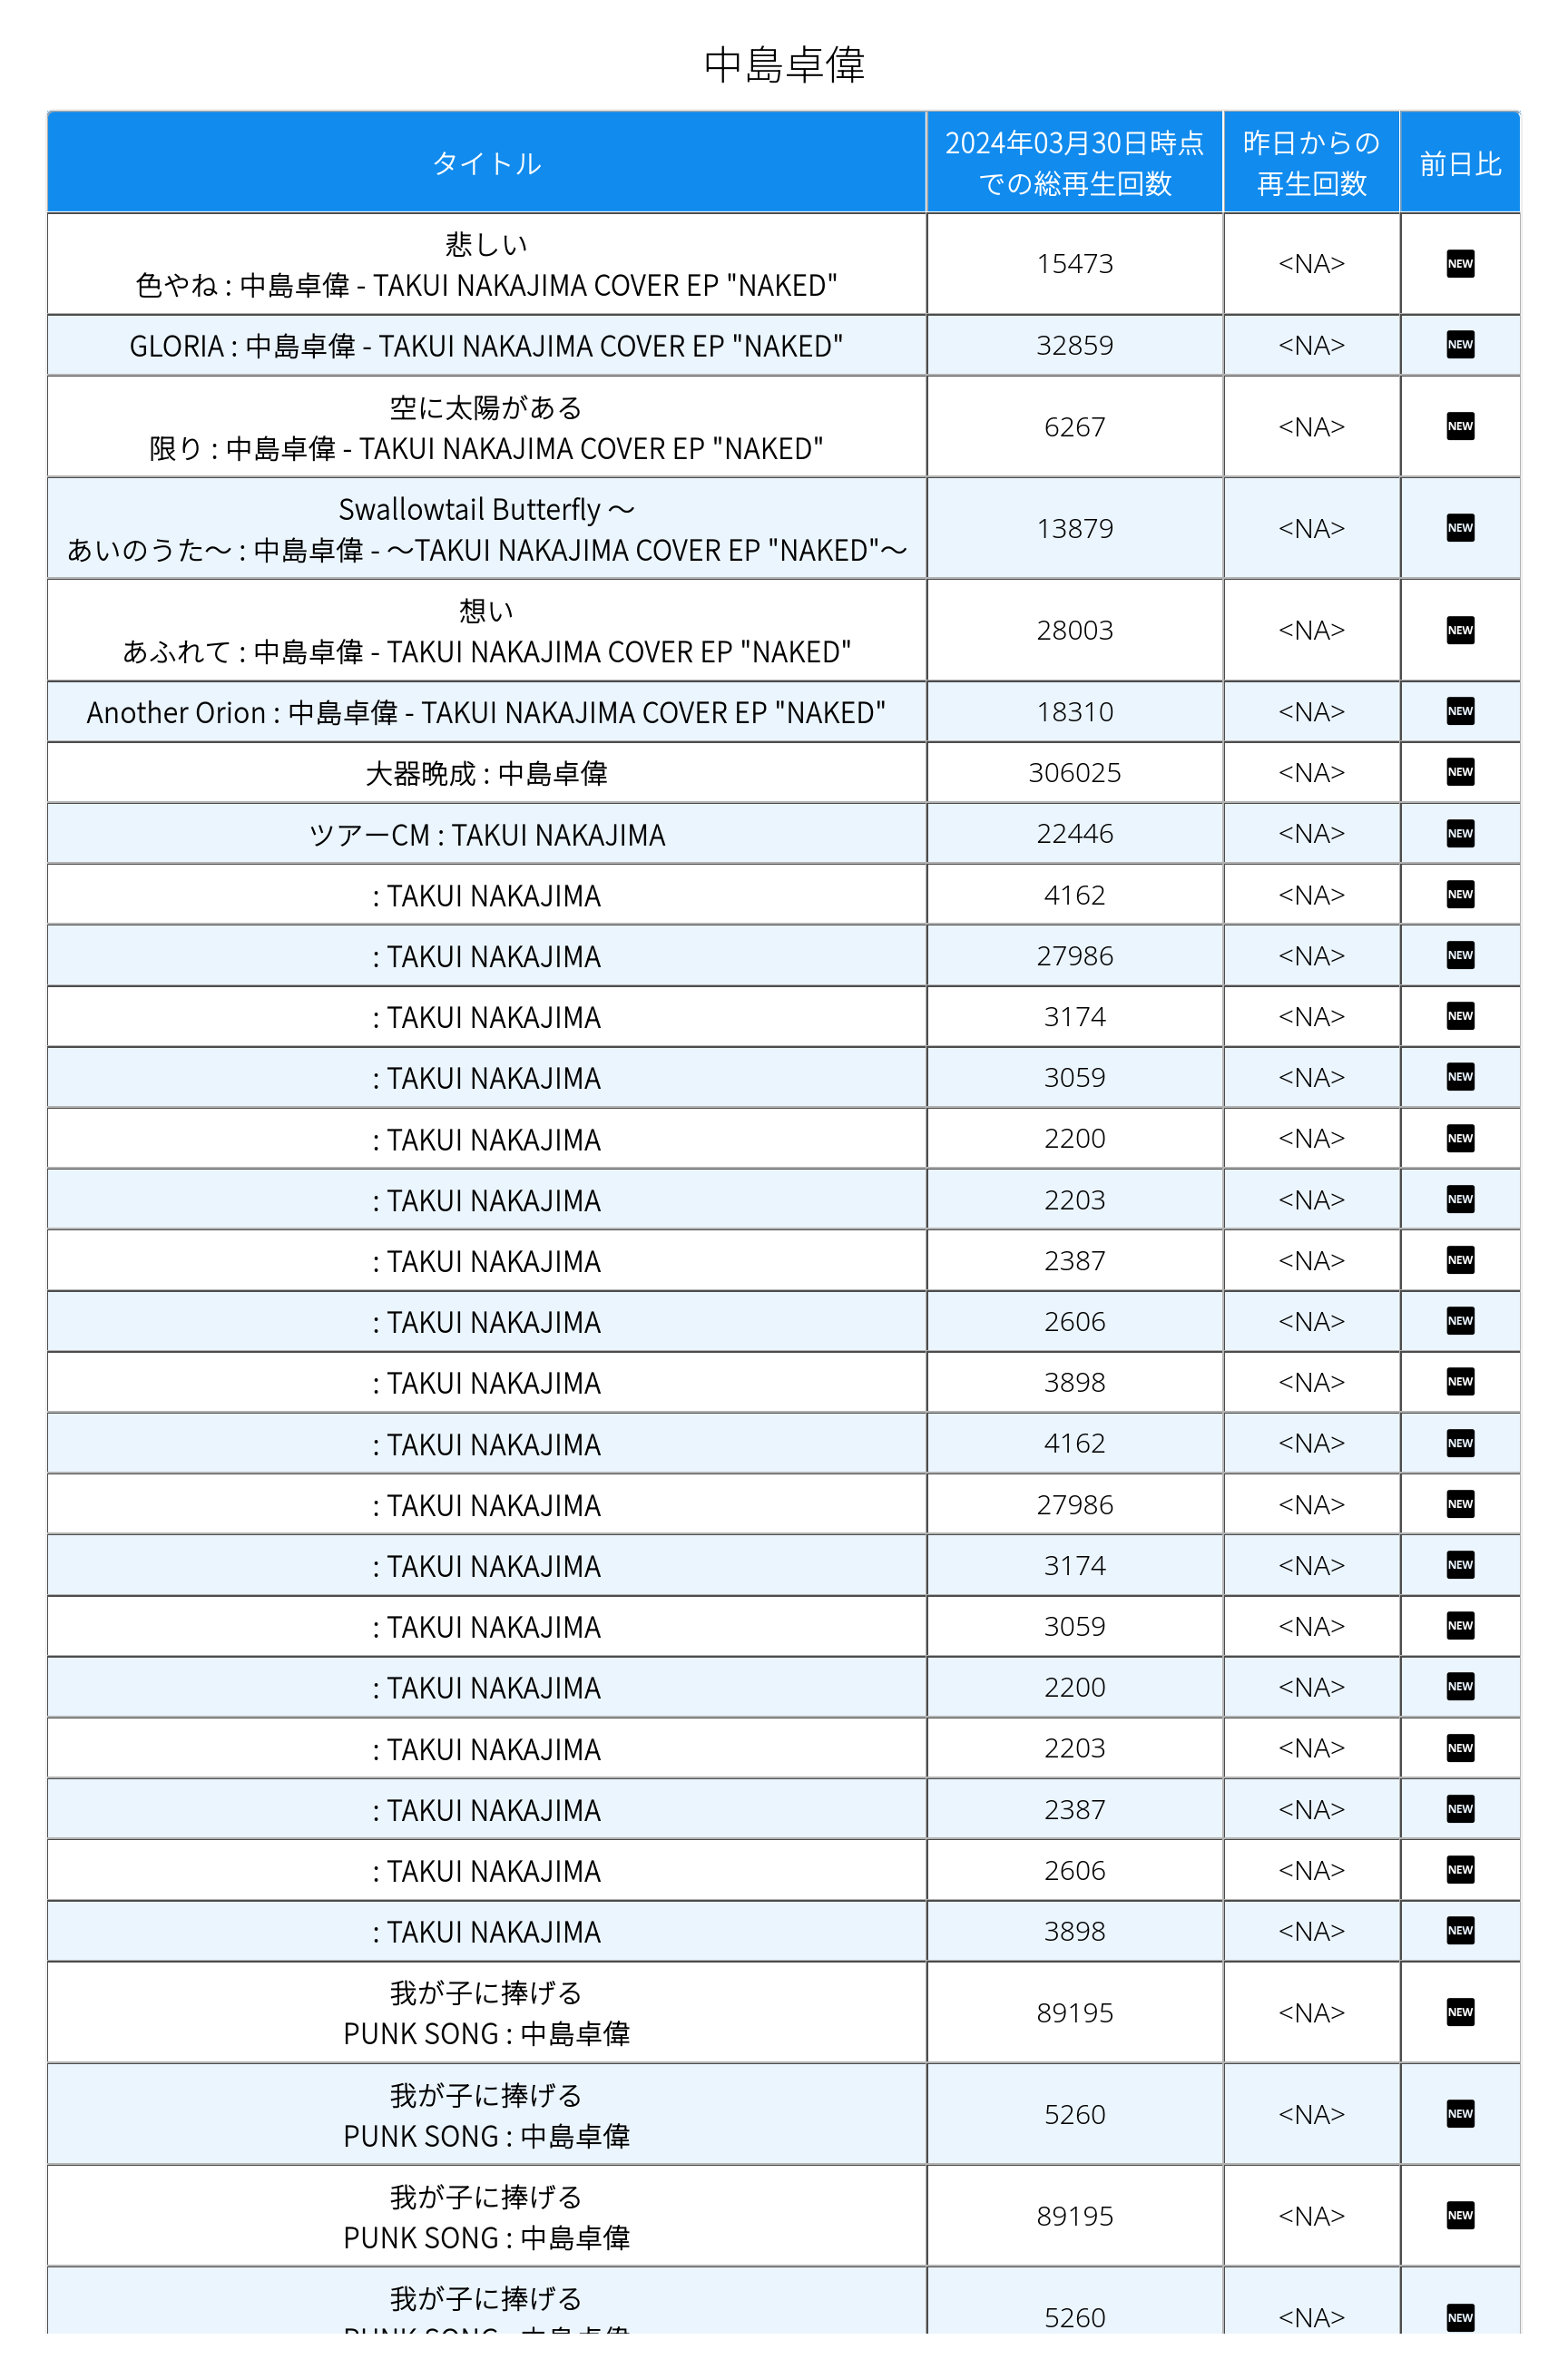 中島卓偉
タイトル
2024年03月30日時点
での総再生回数
昨日からの
再生回数
前日比
悲しい
色やね : 中島卓偉 - TAKUI NAKAJIMA COVER EP "NAKED"
15473
<NA>
NEW
GLORIA : 中島卓偉 - TAKUI NAKAJIMA COVER EP "NAKED"
32859
<NA>
NEW
空に太陽がある
限り : 中島卓偉 - TAKUI NAKAJIMA COVER EP "NAKED"
6267
<NA>
NEW
Swallowtail Butterfly ～
あいのうた～ : 中島卓偉 - ～TAKUI NAKAJIMA COVER EP "NAKED"～
13879
<NA>
NEW
想い
あふれて : 中島卓偉 - TAKUI NAKAJIMA COVER EP "NAKED"
28003
<NA>
NEW
Another Orion : 中島卓偉 - TAKUI NAKAJIMA COVER EP "NAKED"
18310
<NA>
NEW
大器晩成 : 中島卓偉
306025
<NA>
NEW
ツアーCM : TAKUI NAKAJIMA
22446
<NA>
NEW
: TAKUI NAKAJIMA
4162
<NA>
NEW
: TAKUI NAKAJIMA
27986
<NA>
NEW
: TAKUI NAKAJIMA
3174
<NA>
NEW
: TAKUI NAKAJIMA
3059
<NA>
NEW
: TAKUI NAKAJIMA
2200
<NA>
NEW
: TAKUI NAKAJIMA
2203
<NA>
NEW
: TAKUI NAKAJIMA
2387
<NA>
NEW
: TAKUI NAKAJIMA
2606
<NA>
NEW
: TAKUI NAKAJIMA
3898
<NA>
NEW
: TAKUI NAKAJIMA
4162
<NA>
NEW
: TAKUI NAKAJIMA
27986
<NA>
NEW
: TAKUI NAKAJIMA
3174
<NA>
NEW
: TAKUI NAKAJIMA
3059
<NA>
NEW
: TAKUI NAKAJIMA
2200
<NA>
NEW
: TAKUI NAKAJIMA
2203
<NA>
NEW
: TAKUI NAKAJIMA
2387
<NA>
NEW
: TAKUI NAKAJIMA
2606
<NA>
NEW
: TAKUI NAKAJIMA
3898
<NA>
NEW
我が子に捧げる
PUNK SONG : 中島卓偉
89195
<NA>
NEW
我が子に捧げる
PUNK SONG : 中島卓偉
5260
<NA>
NEW
我が子に捧げる
PUNK SONG : 中島卓偉
89195
<NA>
NEW
我が子に捧げる
5260
<NA>
NEW